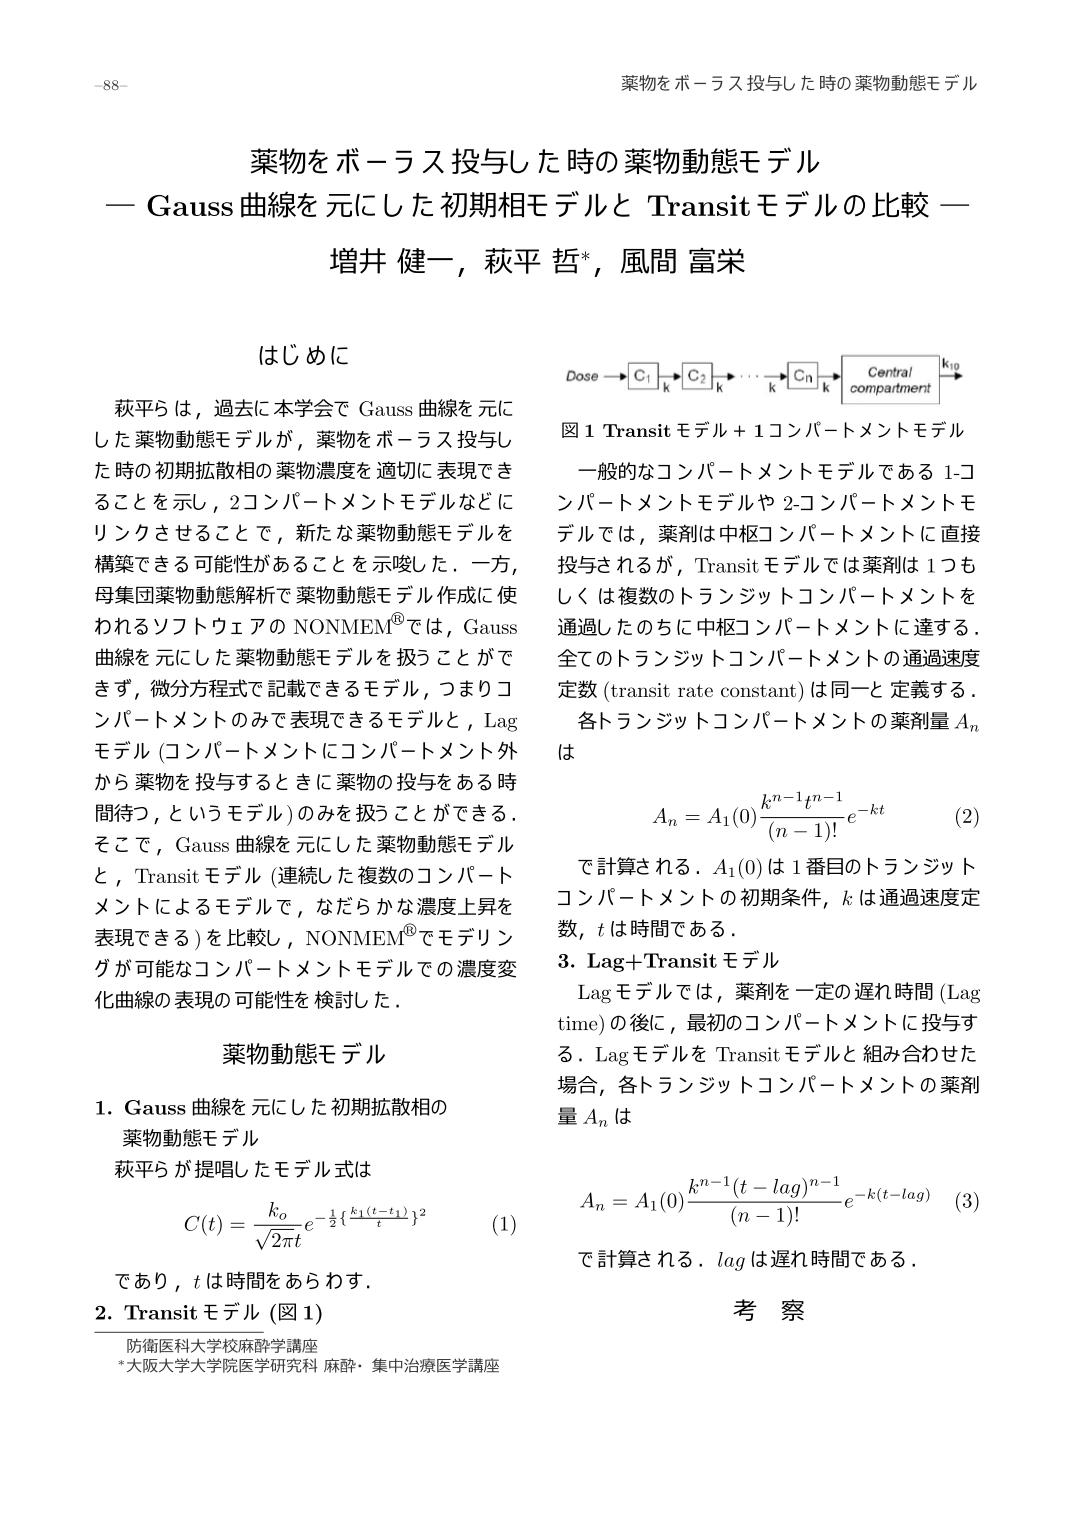 –88–
薬物をボーラス投与した時の薬物動態モデル
薬物をボーラス投与した時の薬物動態モデル
— Gauss 曲線を元にした初期相モデルと Transit モデルの比較 —
増井 健一，萩平 哲*，風間 富栄
はじめに
萩平らは，過去に本学会で Gauss 曲線を元に
した薬物動態モデルが，薬物をボーラス投与し
た時の初期拡散相の薬物濃度を適切に表現でき
ることを示し，2コンパートメントモデルなどに
リンクさせることで，新たな薬物動態モデルを
構築できる可能性があることを示唆した．一方，
母集団薬物動態解析で薬物動態モデル作成に使
われるソフトウェアの NONMEM®では，Gauss
曲線を元にした薬物動態モデルを扱うことがで
きず，微分方程式で記載できるモデル，つまりコ
ンパートメントのみで表現できるモデルと，Lag
モデル (コンパートメントにコンパートメント外
から薬物を投与するときに薬物の投与をある時
間待つ，というモデル)のみを扱うことができる．
そこで，Gauss 曲線を元にした薬物動態モデル
と，Transit モデル (連続した複数のコンパート
メントによるモデルで，なだらかな濃度上昇を
表現できる)を比較し，NONMEM®でモデリン
グが可能なコンパートメントモデルでの濃度変
化曲線の表現の可能性を検討した．
薬物動態モデル
1. Gauss 曲線を元にした初期拡散相の
薬物動態モデル
萩平らが提唱したモデル式は
C(t) = \frac{k_o}{\sqrt{2\pi}t} e^{-\frac{1}{2}\{\frac{k_1(t-t_1)}{t}\}^2} (1)
であり，t は時間をあらわす．
2. Transit モデル (図 1)
防衛医科大学校麻酔学講座
*大阪大学大学院医学研究科 麻酔・集中治療医学講座
Dose C1 k C2 k ··· k Cn k Central compartment k10
図 1 Transit モデル + 1 コンパートメントモデル
一般的なコンパートメントモデルである 1-コ
ンパートメントモデルや 2-コンパートメントモ
デルでは，薬剤は中枢コンパートメントに直接
投与されるが，Transit モデルでは薬剤は 1 つも
しくは複数のトランジットコンパートメントを
通過したのちに中枢コンパートメントに達する．
全てのトランジットコンパートメントの通過速度
定数 (transit rate constant) は同一と定義する．
各トランジットコンパートメントの薬剤量 A_n
は
A_n = A_1(0) \frac{k^{n-1}t^{n-1}}{(n-1)!} e^{-kt} (2)
で計算される．A_1(0) は 1 番目のトランジット
コンパートメントの初期条件，k は通過速度定
数，t は時間である．
3. Lag+Transit モデル
Lag モデルでは，薬剤を一定の遅れ時間 (Lag
time) の後に，最初のコンパートメントに投与す
る．Lag モデルを Transit モデルと組み合わせた
場合，各トランジットコンパートメントの薬剤
量 A_n は
A_n = A_1(0) \frac{k^{n-1}(t-lag)^{n-1}}{(n-1)!} e^{-k(t-lag)} (3)
で計算される．lag は遅れ時間である．
考 察